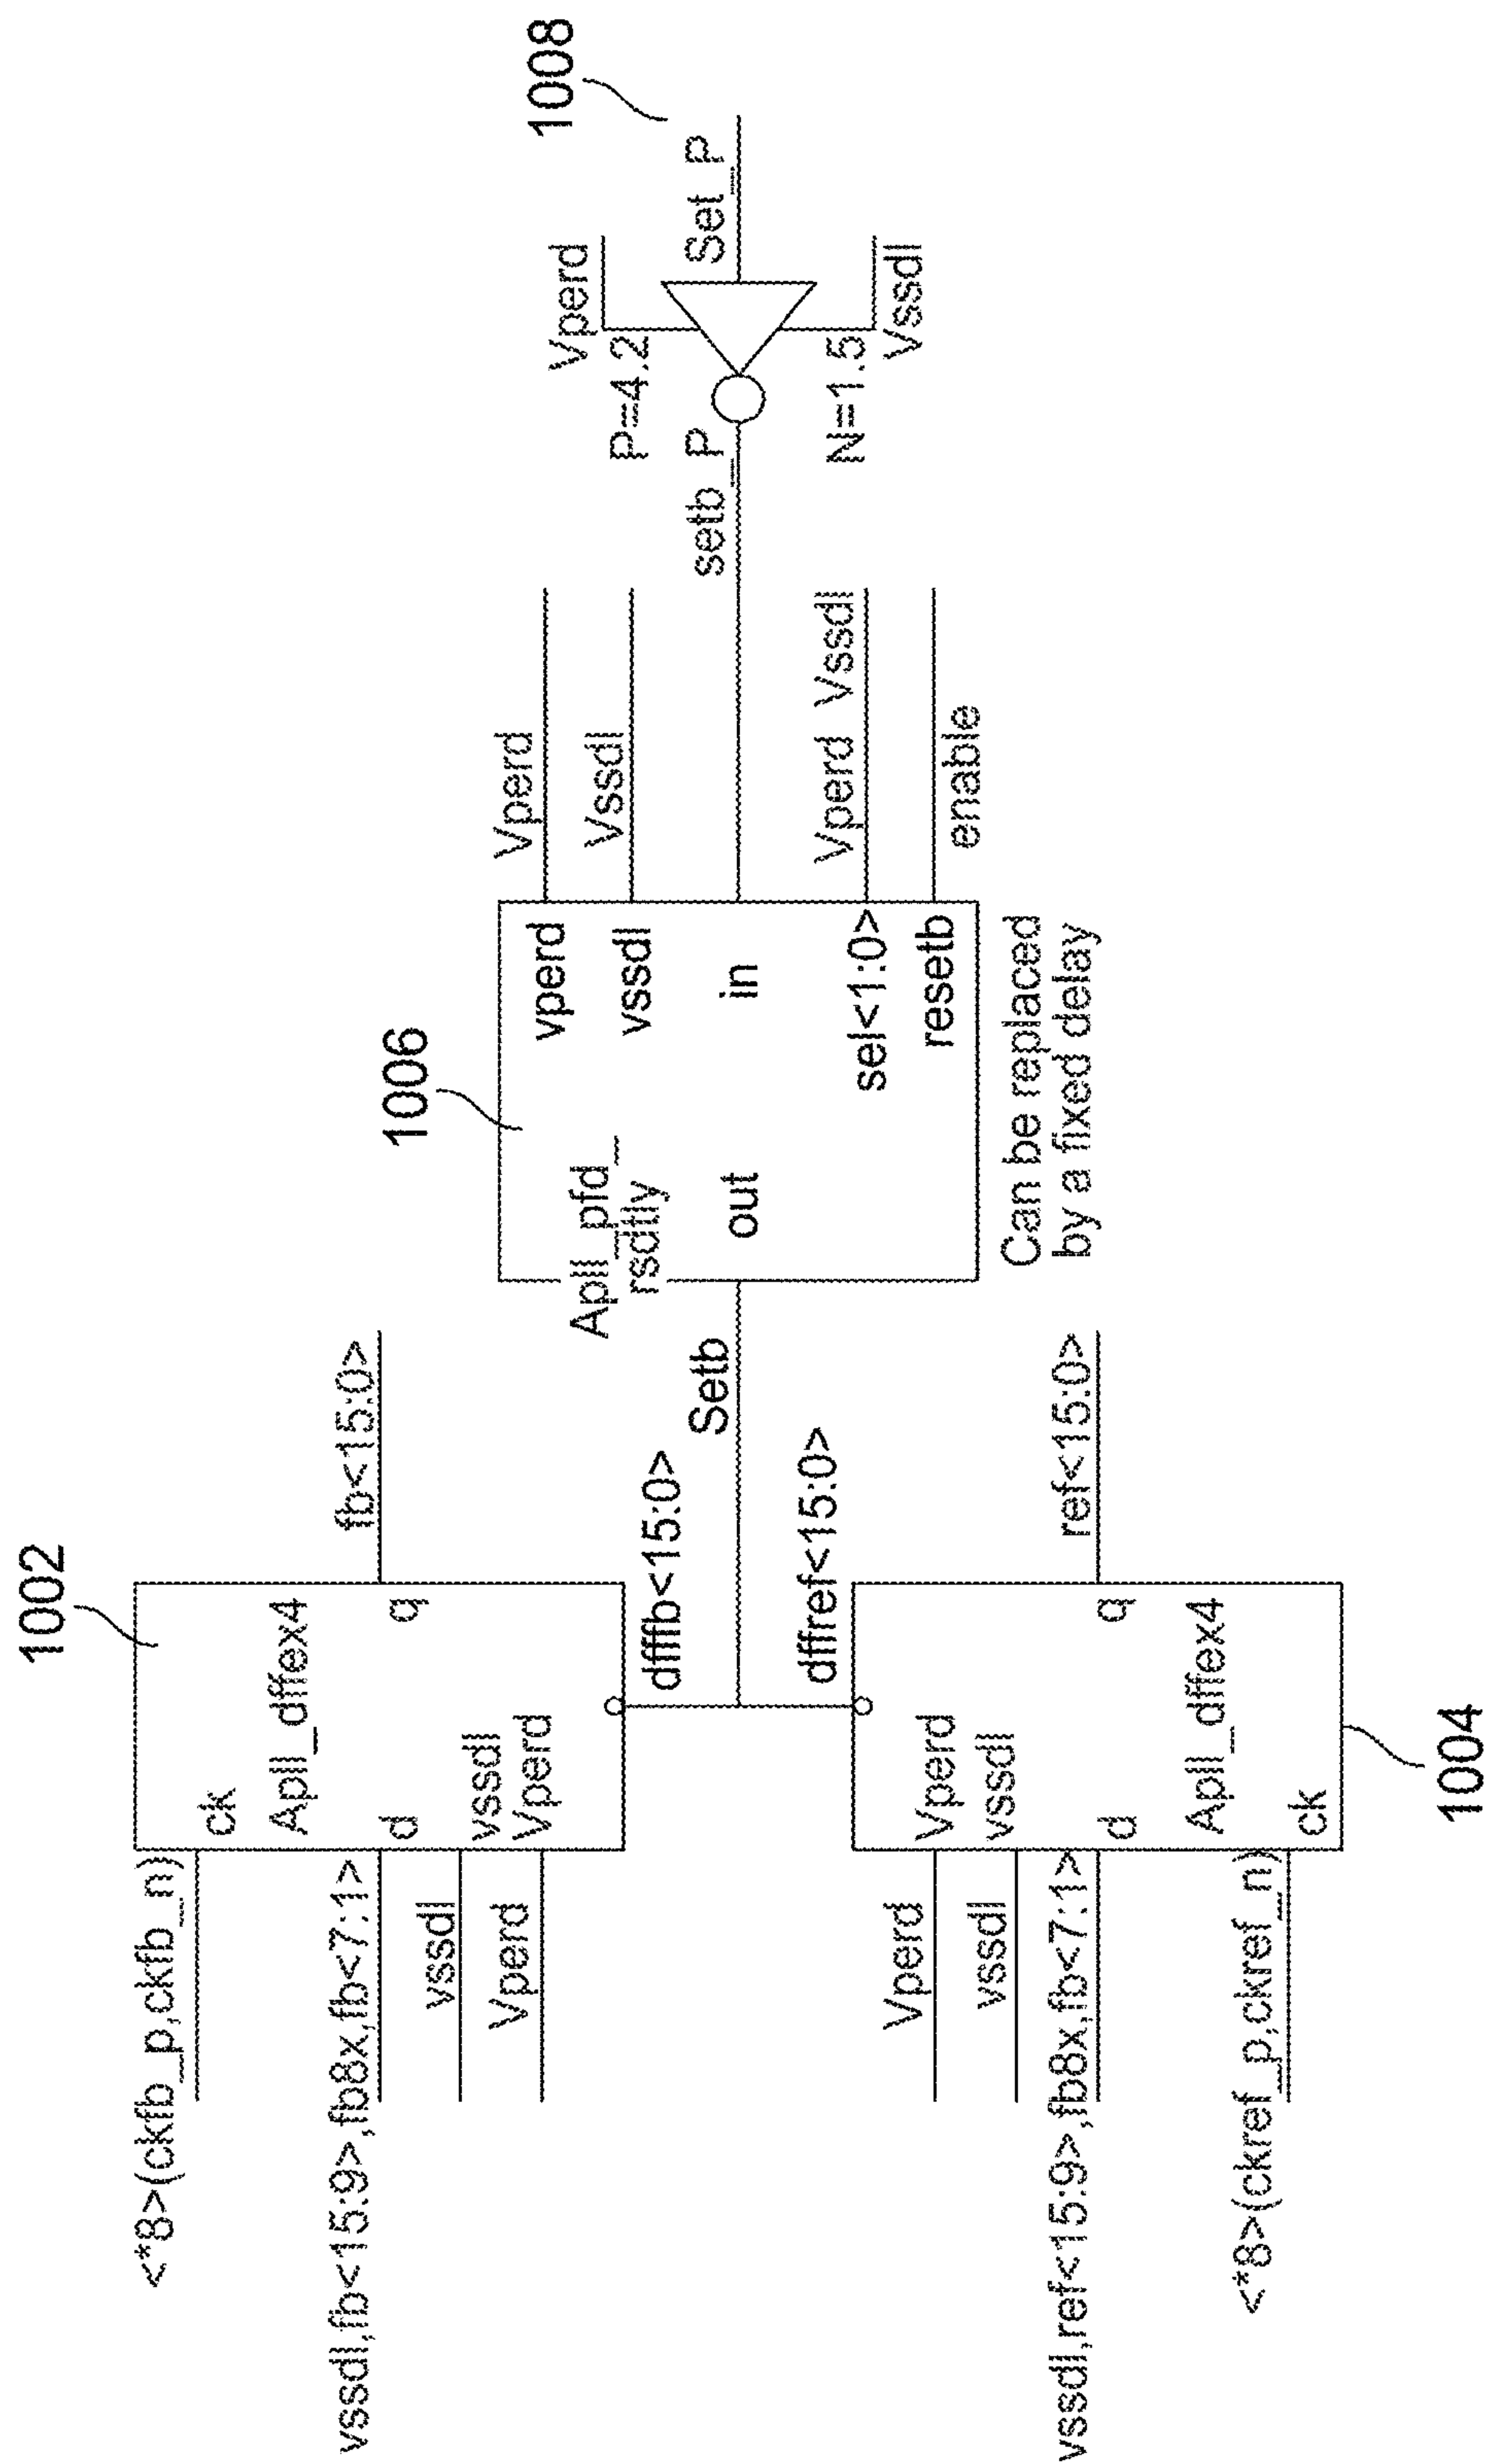 1002
<*8>(ckfb_p,ckfb_n)
ck
Apll_dffex4
vssdl,fb<15:9>,fb8x,fb<7:1>
d
q
fb<15:0>
vssdl
vssdl
Vperd
Vperd
dfffb<15:0>
Setb
1006
Apll_pfd_
rsdtly
out
vperd
Vperd
vssdl
Vssdl
in
setb_P
sel<1:0>
Vperd Vssdl
resetb
enable
Can be replaced
by a fixed delay
1008
Vperd
P=4.2
Set_P
N=1.5
Vssdl
dffref<15:0>
Vperd
Vperd
vssdl
vssdl
vssdl,ref<15:9>,fb8x,fb<7:1>
d
q
ref<15:0>
Apll_dffex4
<*8>(ckref_p,ckref_n)
ck
1004